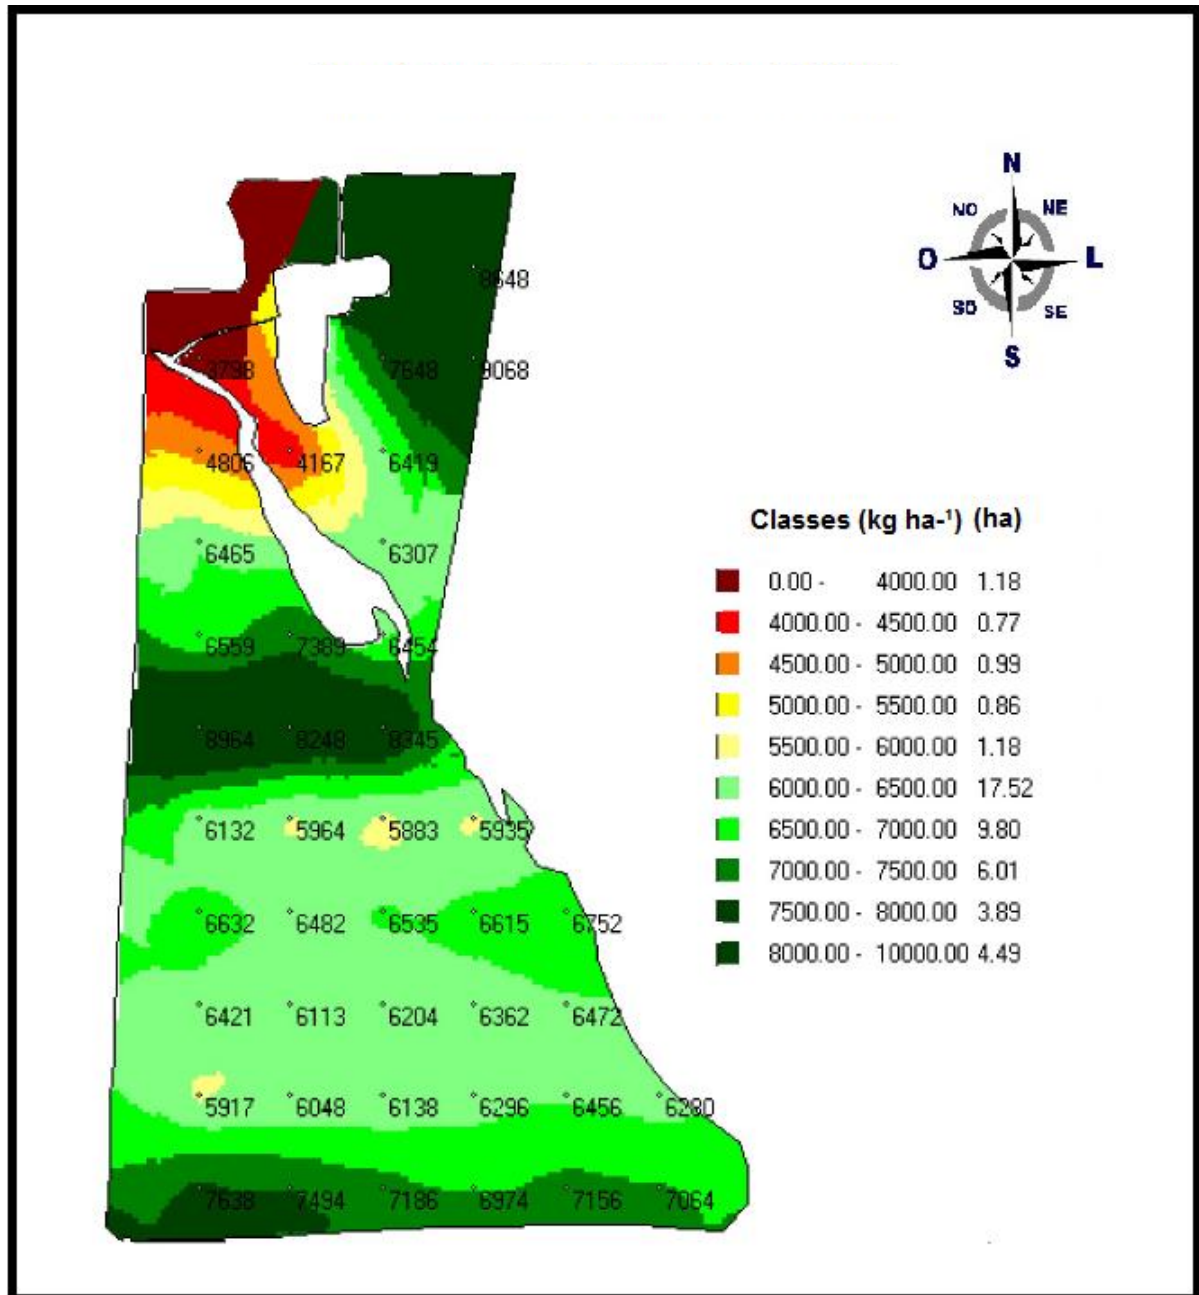 N
NO NE
O L
SO SE
S
8648
3798 7648 9068
4806 4167 6419
6465 6307
6559 7389 6454
8964 8248 8345
6132 5964 5883 5935
6632 6482 6535 6615 6752
6421 6113 6204 6362 6472
5917 6048 6138 6296 6456 6280
7638 7494 7186 6974 7156 7064
Classes (kg ha-¹) (ha)
0.00 - 4000.00 1.18
4000.00 - 4500.00 0.77
4500.00 - 5000.00 0.99
5000.00 - 5500.00 0.86
5500.00 - 6000.00 1.18
6000.00 - 6500.00 17.52
6500.00 - 7000.00 9.80
7000.00 - 7500.00 6.01
7500.00 - 8000.00 3.89
8000.00 - 10000.00 4.49